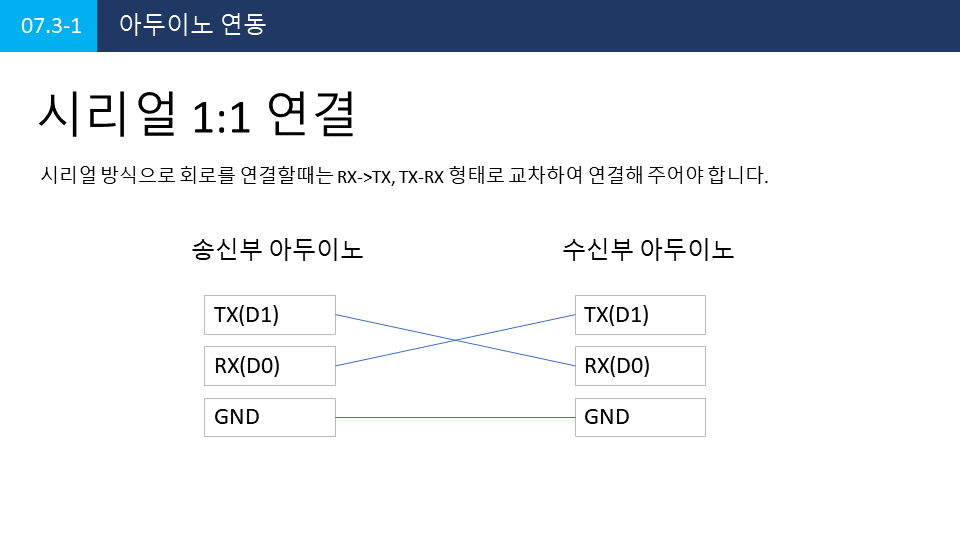 07.3-1 아두이노 연동
시리얼 1:1 연결
시리얼 방식으로 회로를 연결할때는 RX->TX, TX-RX 형태로 교차하여 연결해 주어야 합니다.
송신부 아두이노 수신부 아두이노
TX(D1) TX(D1)
RX(D0) RX(D0)
GND GND